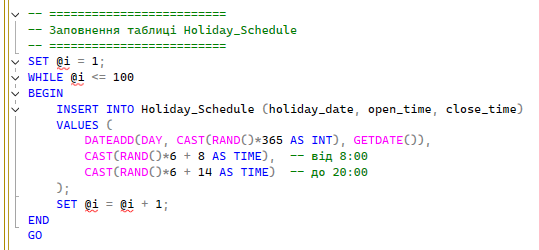 -- =========================
-- Заповнення таблиці Holiday_Schedule
-- =========================
SET @i = 1;
WHILE @i <= 100
BEGIN
    INSERT INTO Holiday_Schedule (holiday_date, open_time, close_time)
    VALUES (
        DATEADD(DAY, CAST(RAND()*365 AS INT), GETDATE()),
        CAST(RAND()*6 + 8 AS TIME),  -- від 8:00
        CAST(RAND()*6 + 14 AS TIME)  -- до 20:00
    );
    SET @i = @i + 1;
END
GO